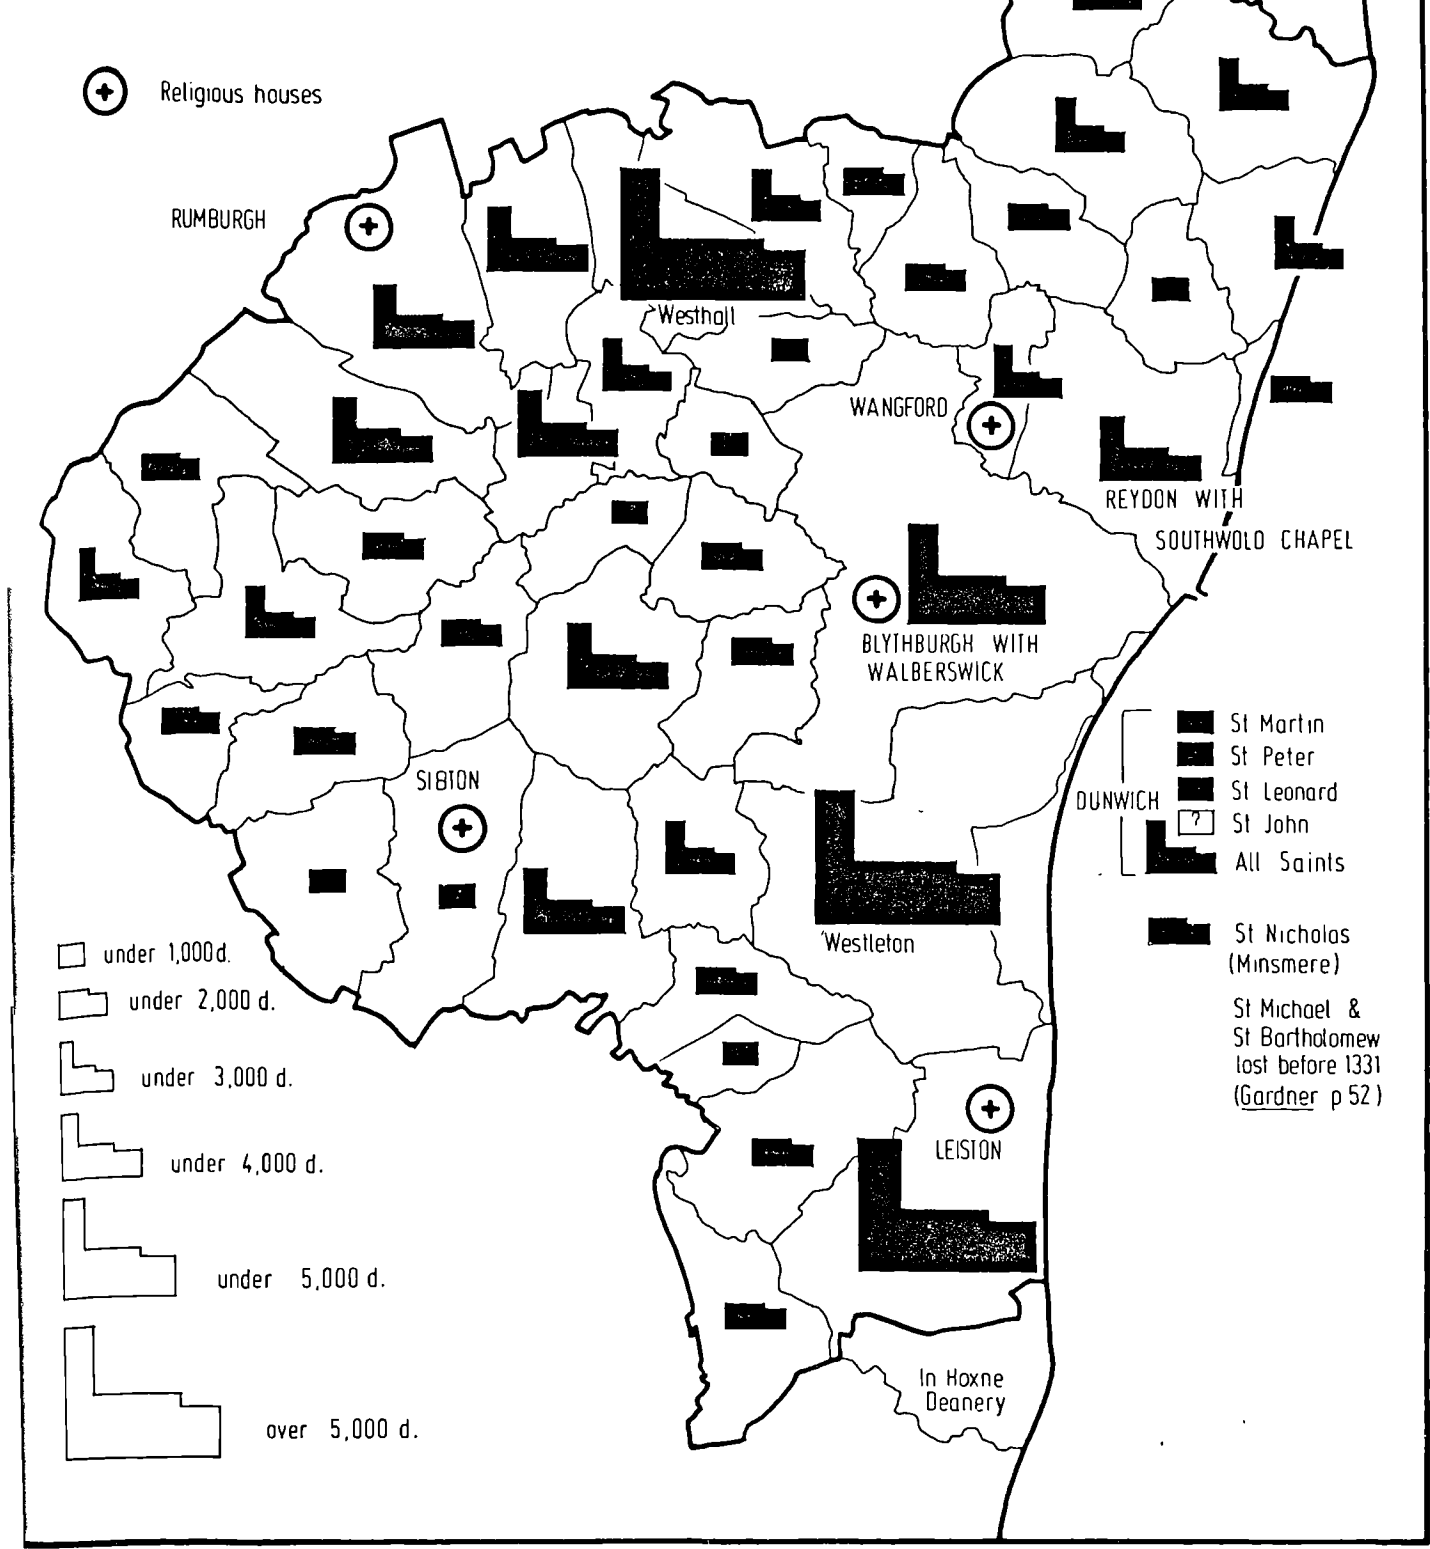 Religious houses
RUMBURGH
Westhall
WANGFORD
REYDON WITH
SOUTHWOLD CHAPEL
BLYTHBURGH WITH
WALBERSWICK
SIBTON
DUNWICH
St Martin
St Peter
St Leonard
? St John
All Saints
Westleton
St Nicholas
(Minsmere)
St Michael &
St Bartholomew
lost before 1331
(Gardner p 52)
LEISTON
In Hoxne
Deanery
under 1,000 d.
under 2,000 d.
under 3,000 d.
under 4,000 d.
under 5,000 d.
over 5,000 d.